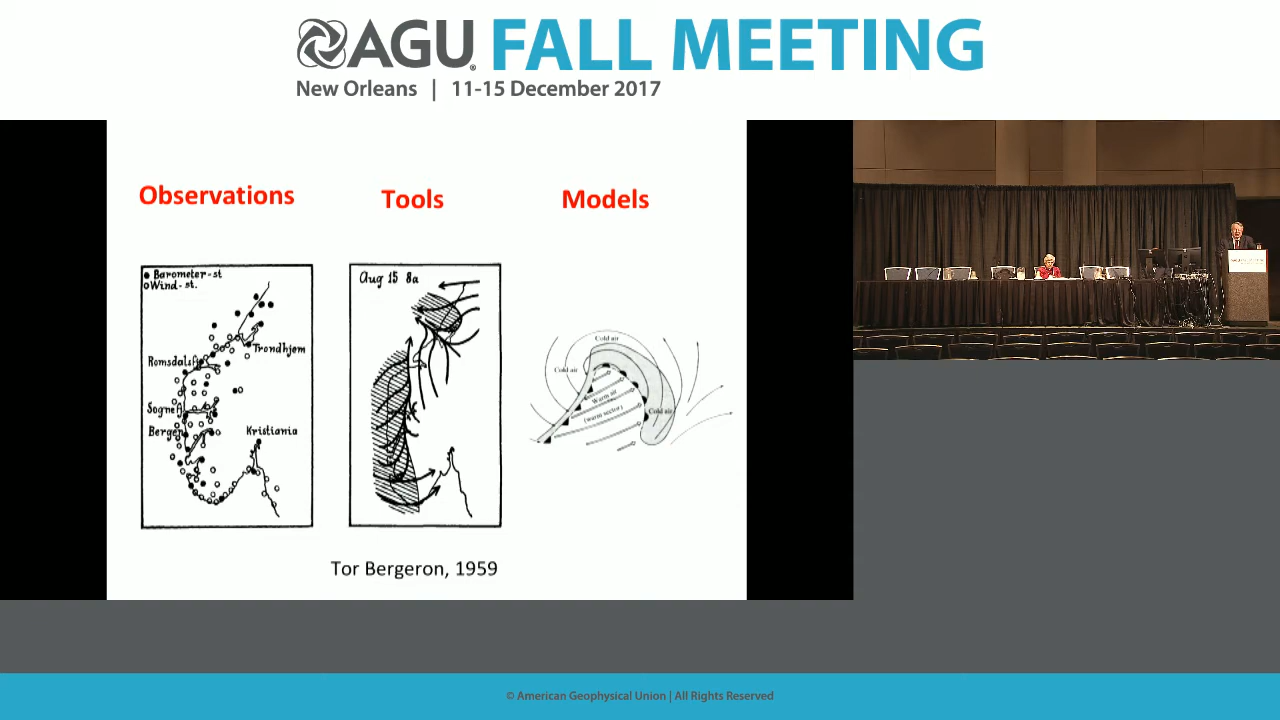 AGU FALL MEETING
New Orleans | 11-15 December 2017
Observations
Tools
Models
Barometer-st
Wind-st.
Trondhjem
Romsdalsfj
Sognefj
Bergen
Kristiania
Aug 15 8a
Cold air
Cold air
Warm air
(warm sector)
Cold air
Tor Bergeron, 1959
© American Geophysical Union | All Rights Reserved